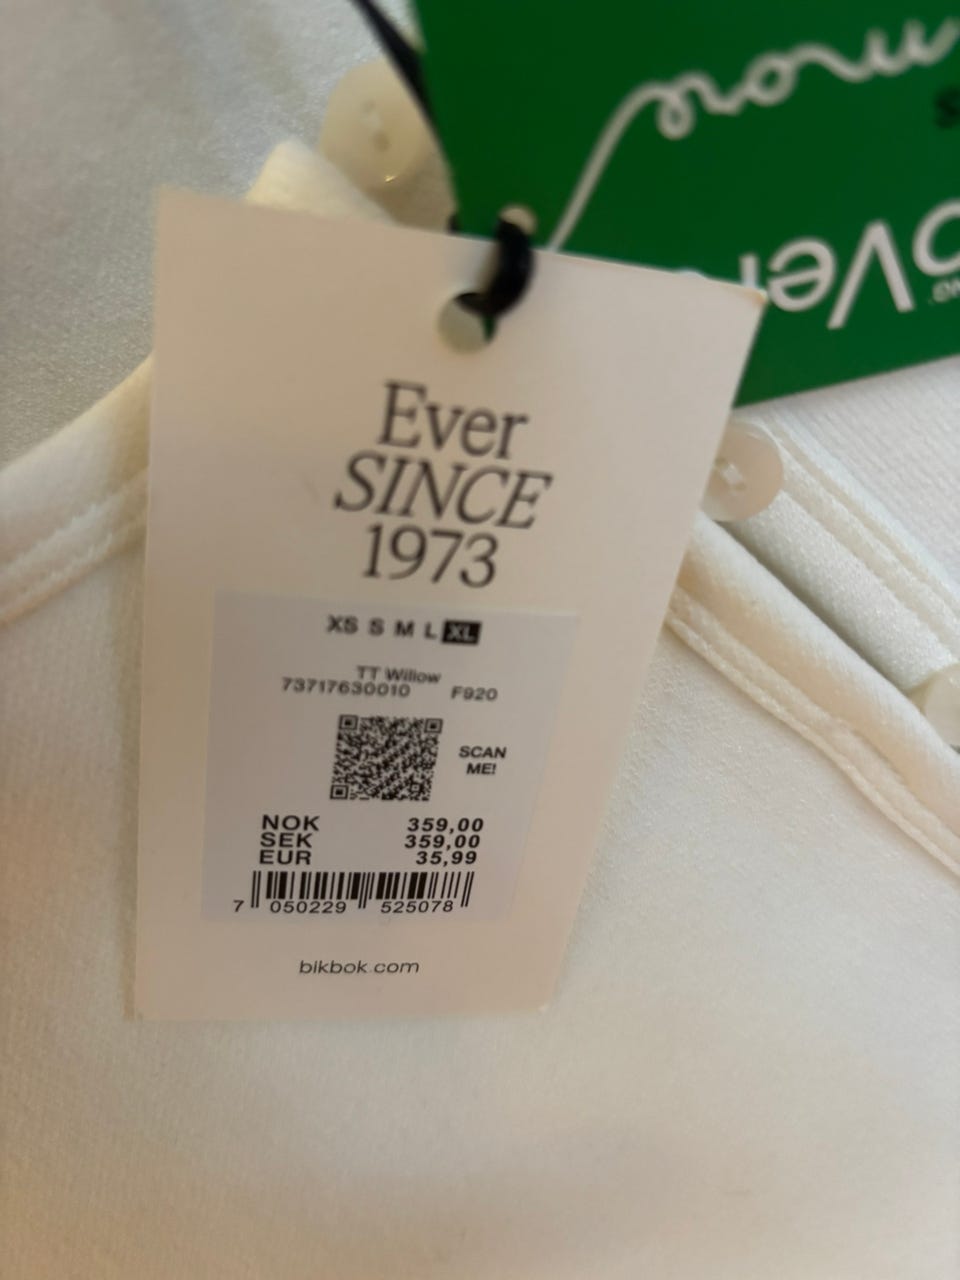 Ever
SINCE
1973
XS S M L XL
TT Willow
73717630010 F920
SCAN
ME!
NOK 359,00
SEK 359,00
EUR 35,99
7 050229 525078
bikbok.com